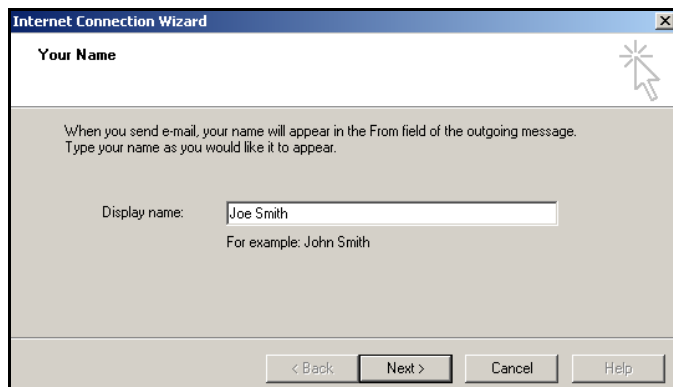 Internet Connection Wizard
Your Name
When you send e-mail, your name will appear in the From field of the outgoing message.
Type your name as you would like it to appear.
Display name: Joe Smith
For example: John Smith
< Back Next > Cancel Help